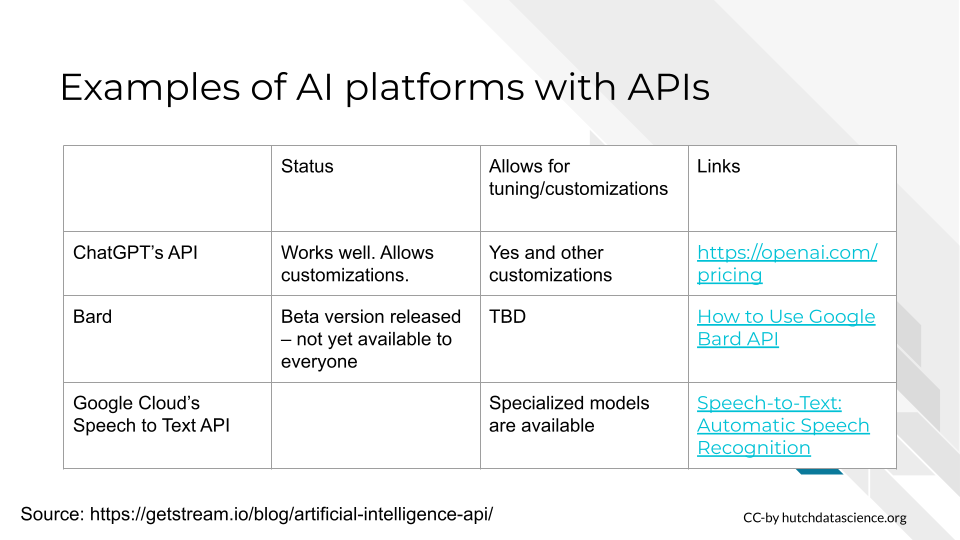 Examples of AI platforms with APIs
Status
Allows for
tuning/customizations
Links
ChatGPT’s API
Works well. Allows
customizations.
Yes and other
customizations
https://openai.com/
pricing
Bard
Beta version released
– not yet available to
everyone
TBD
How to Use Google
Bard API
Google Cloud’s
Speech to Text API
Specialized models
are available
Speech-to-Text:
Automatic Speech
Recognition
Source: https://getstream.io/blog/artificial-intelligence-api/
CC-by hutchdatascience.org